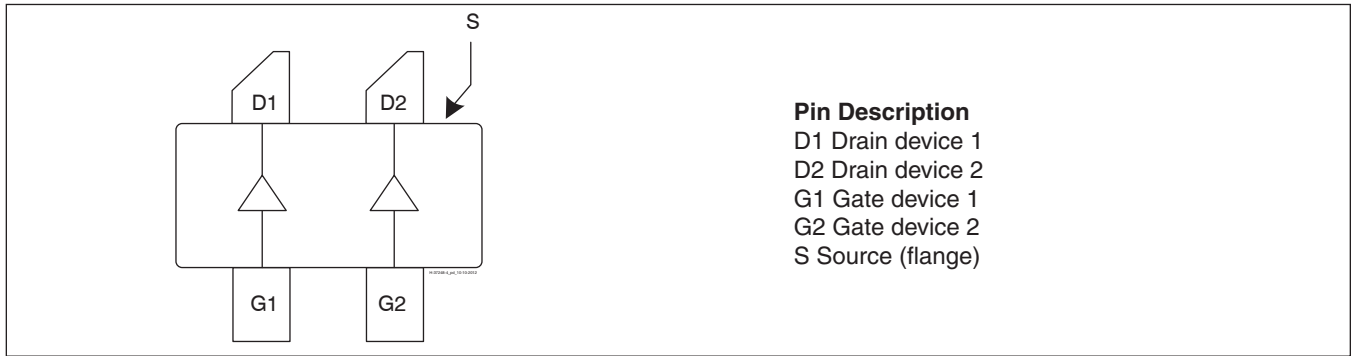 S
D1 D2
G1 G2
Pin Description
D1 Drain device 1
D2 Drain device 2
G1 Gate device 1
G2 Gate device 2
S Source (flange)